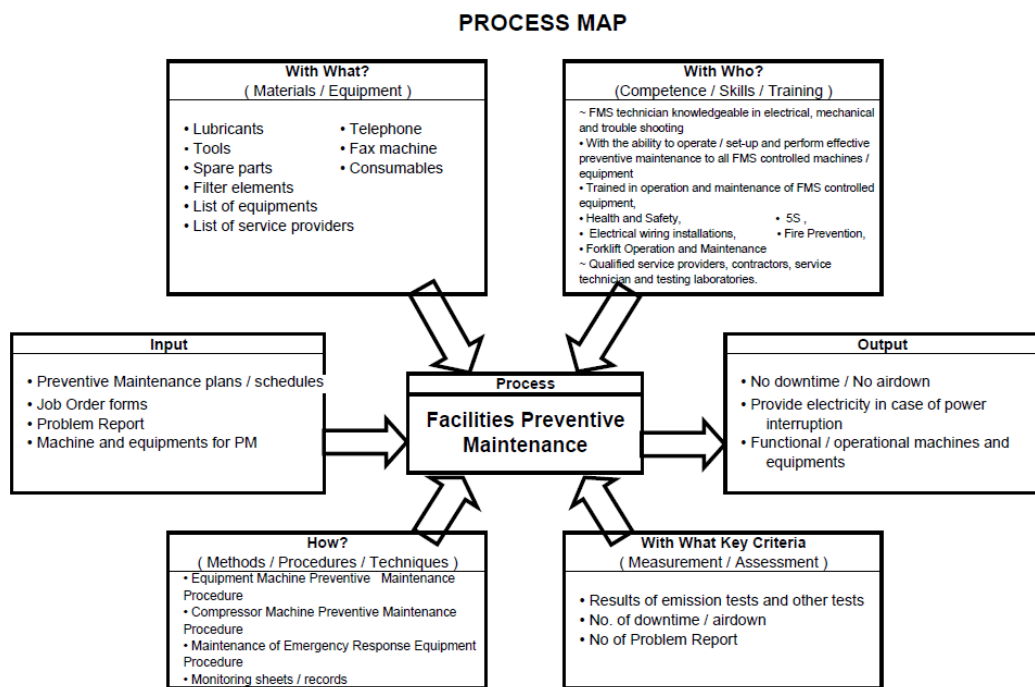 PROCESS MAP
With What?
( Materials / Equipment )
• Lubricants
• Tools
• Spare parts
• Filter elements
• List of equipments
• List of service providers
• Telephone
• Fax machine
• Consumables
With Who?
(Competence / Skills / Training )
~ FMS technician knowledgeable in electrical, mechanical
and trouble shooting
• With the ability to operate / set-up and perform effective
preventive maintenance to all FMS controlled machines /
equipment
• Trained in operation and maintenance of FMS controlled
equipment,
• Health and Safety, • 5S ,
• Electrical wiring installations, • Fire Prevention,
• Forklift Operation and Maintenance
~ Qualified service providers, contractors, service
technician and testing laboratories.
Input
• Preventive Maintenance plans / schedules
• Job Order forms
• Problem Report
• Machine and equipments for PM
Process
Facilities Preventive
Maintenance
Output
• No downtime / No airdown
• Provide electricity in case of power
interruption
• Functional / operational machines and
equipments
How?
( Methods / Procedures / Techniques )
• Equipment Machine Preventive Maintenance
Procedure
• Compressor Machine Preventive Maintenance
Procedure
• Maintenance of Emergency Response Equipment
Procedure
• Monitoring sheets / records
With What Key Criteria
( Measurement / Assessment )
• Results of emission tests and other tests
• No. of downtime / airdown
• No of Problem Report